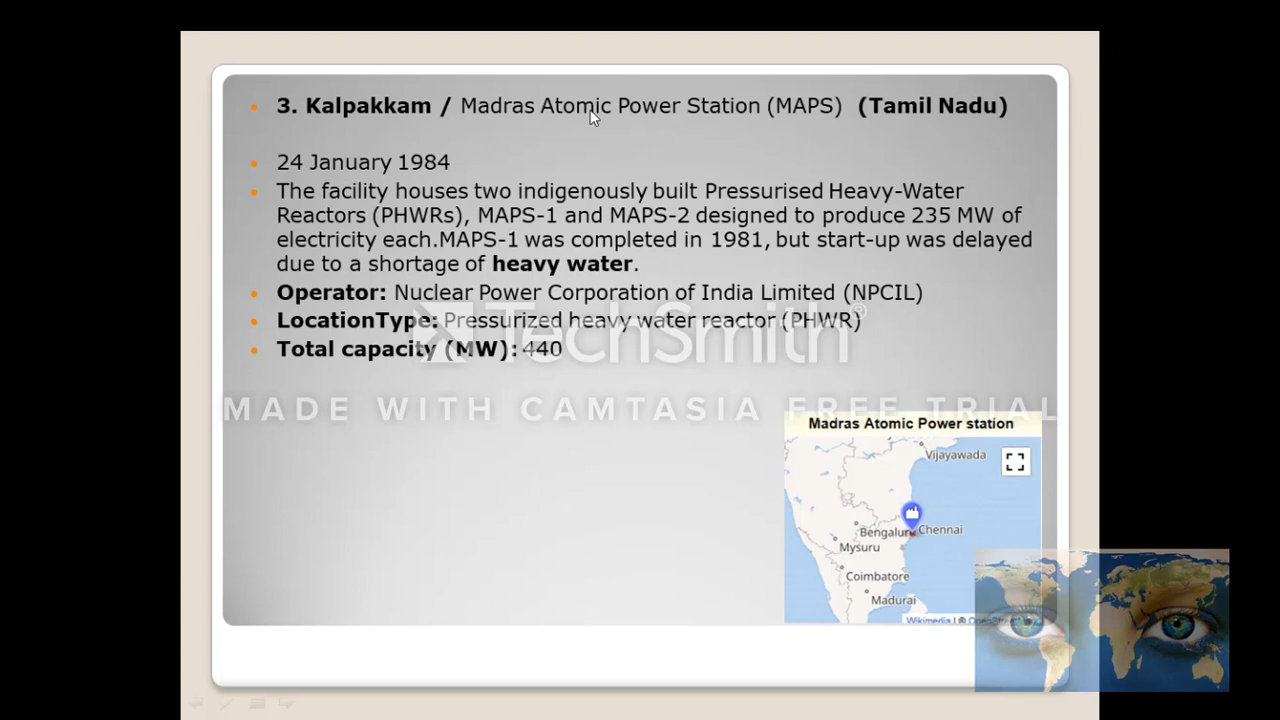 3. Kalpakkam / Madras Atomic Power Station (MAPS) (Tamil Nadu)
24 January 1984
The facility houses two indigenously built Pressurised Heavy-Water
Reactors (PHWRs), MAPS-1 and MAPS-2 designed to produce 235 MW of
electricity each.MAPS-1 was completed in 1981, but start-up was delayed
due to a shortage of heavy water.
Operator: Nuclear Power Corporation of India Limited (NPCIL)
LocationType: Pressurized heavy water reactor (PHWR)
TechSmith®
Total capacity (MW): 440
MADE WITH CAMTASIA FREE TRIAL
Madras Atomic Power station
Vijayawada
Bengaluru Chennai
Mysuru
Coimbatore
Madurai
Wikimedia | ©